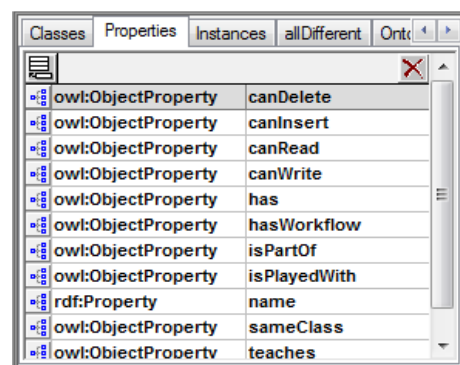 Classes Properties Instances allDifferent Onto
owl:ObjectProperty canDelete
owl:ObjectProperty canInsert
owl:ObjectProperty canRead
owl:ObjectProperty canWrite
owl:ObjectProperty has
owl:ObjectProperty hasWorkflow
owl:ObjectProperty isPartOf
owl:ObjectProperty isPlayedWith
rdf:Property name
owl:ObjectProperty sameClass
owl:ObjectProperty teaches